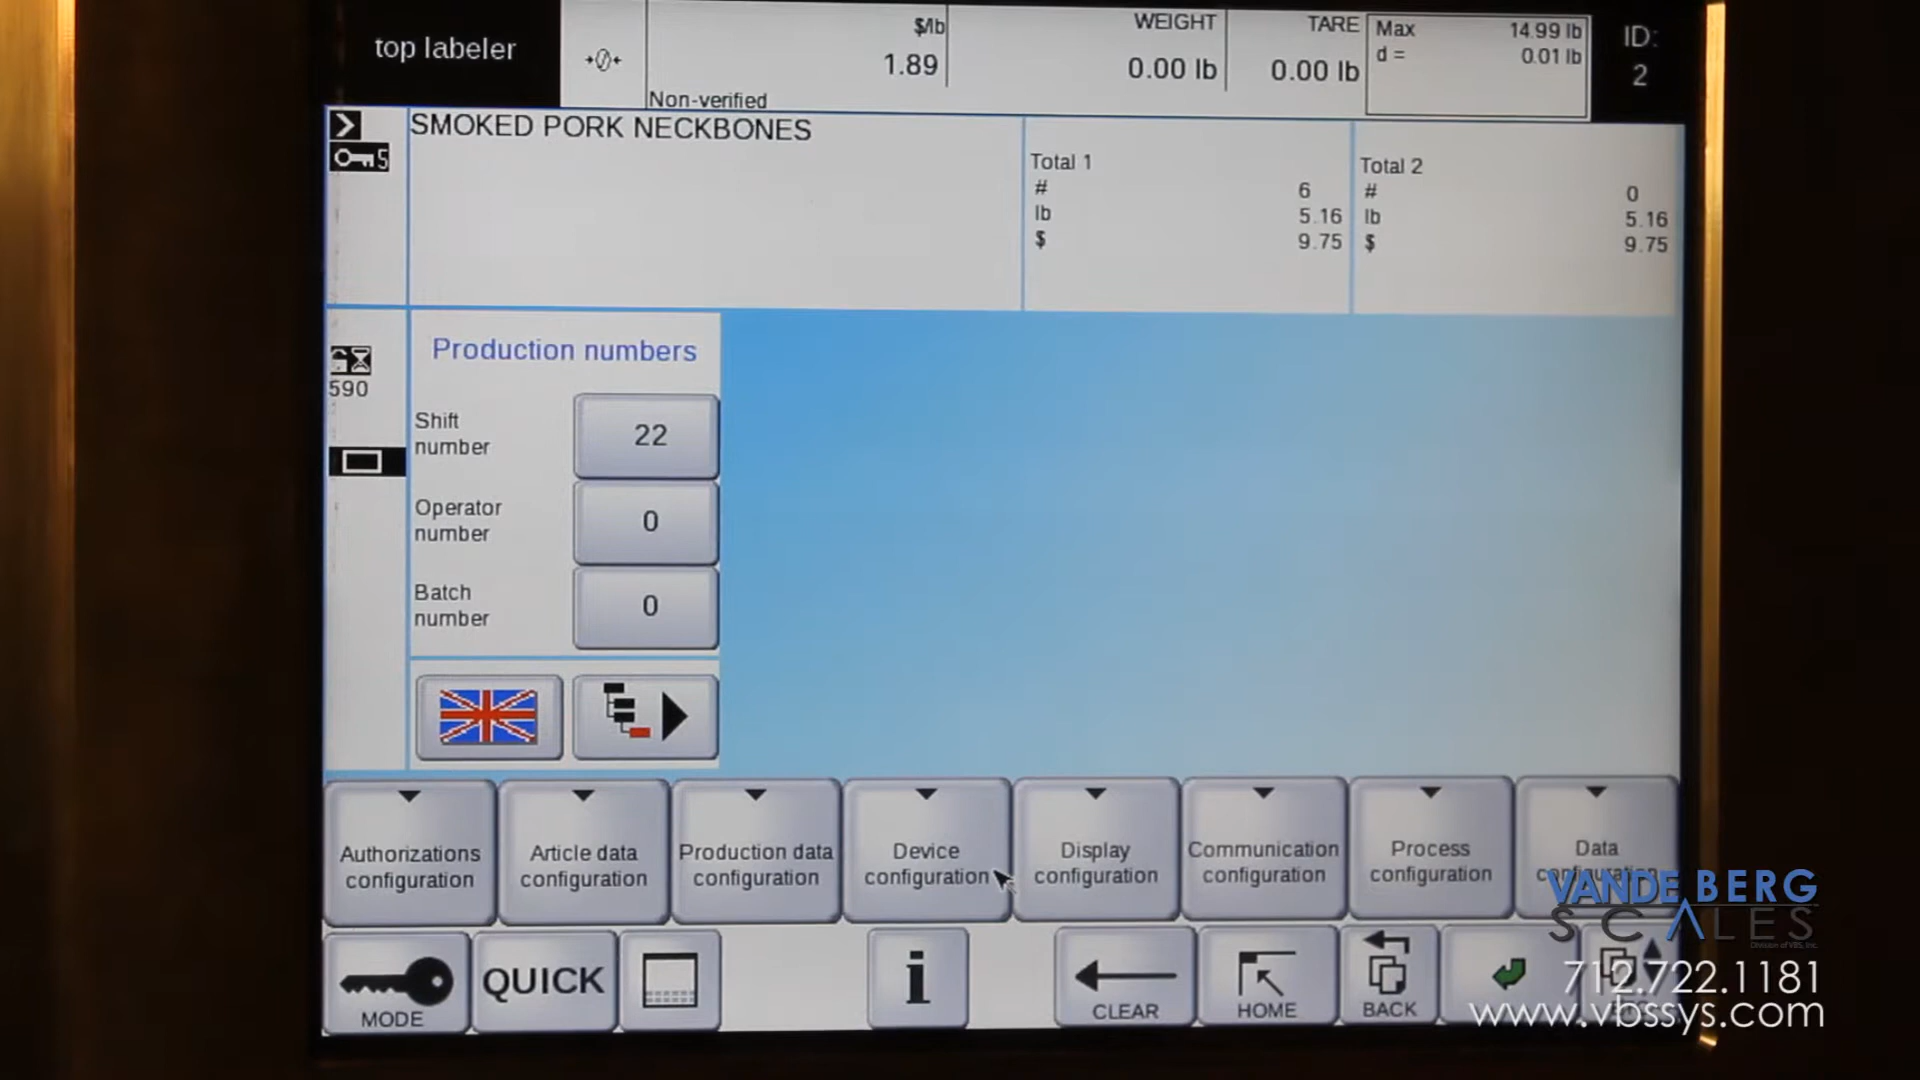 top labeler
$/lb
1.89
Non-verified
WEIGHT
0.00 lb
TARE
0.00 lb
Max 14.99 lb
d = 0.01 lb
ID:
2
5
SMOKED PORK NECKBONES
Total 1
# 6
lb 5.16
$ 9.75
Total 2
# 0
lb 5.16
$ 9.75
590
Production numbers
Shift
number
22
Operator
number
0
Batch
number
0
Authorizations
configuration
Article data
configuration
Production data
configuration
Device
configuration
Display
configuration
Communication
configuration
Process
configuration
Data
configuration
MODE
QUICK
i
CLEAR
HOME
BACK
VANDE BERG
SCALES
Division of VBS, Inc.
712.722.1181
www.vbssys.com